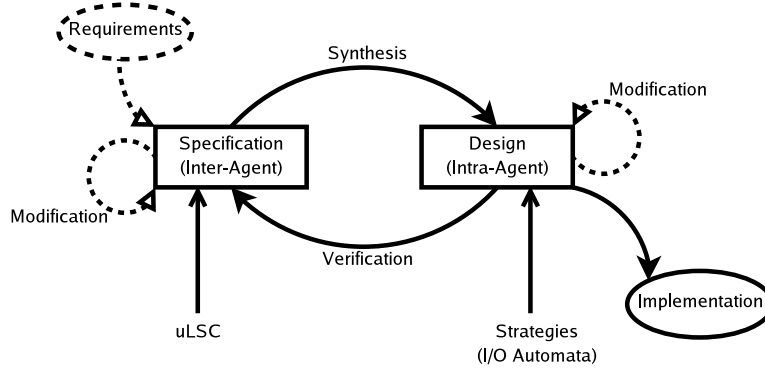 Requirements
Synthesis
Modification
Specification
(Inter-Agent)
Design
(Intra-Agent)
Modification
Verification
Implementation
uLSC
Strategies
(I/O Automata)